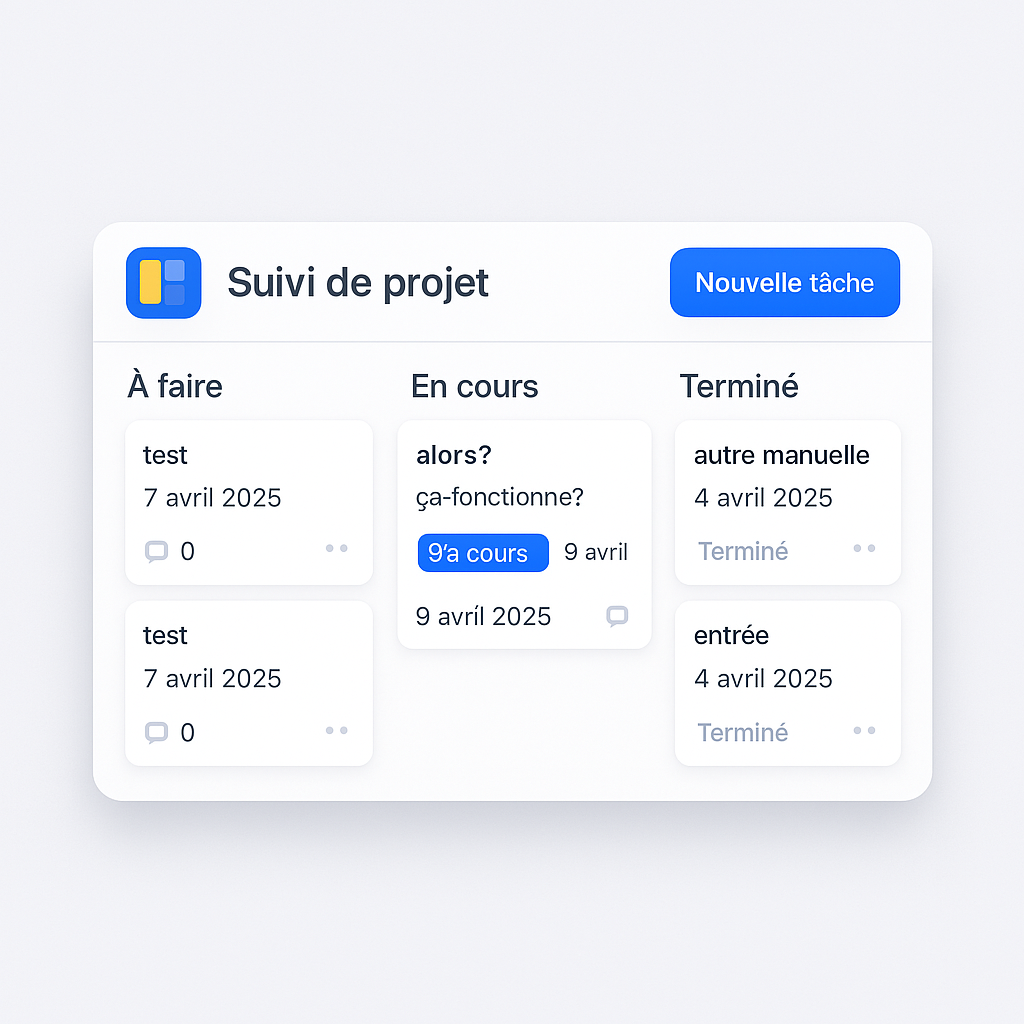 Suivi de projet
Nouvelle tâche
À faire
test
7 avril 2025
0
test
7 avril 2025
0
En cours
alors?
ça-fonctionne?
9’a cours 9 avril
9 avríl 2025
Terminé
autre manuelle
4 avril 2025
Terminé
entrée
4 avril 2025
Terminé